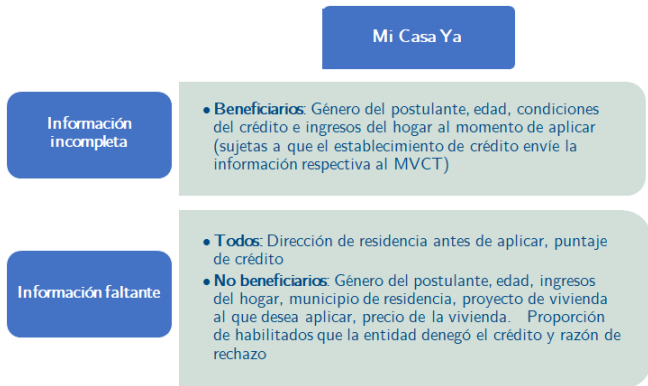 Mi Casa Ya
Información
incompleta
• Beneficiarios: Género del postulante, edad, condiciones
del crédito e ingresos del hogar al momento de aplicar
(sujetas a que el establecimiento de crédito envíe la
información respectiva al MVCT)
Información faltante
• Todos: Dirección de residencia antes de aplicar, puntaje
de crédito
• No beneficiarios: Género del postulante, edad, ingresos
del hogar, municipio de residencia, proyecto de vivienda
al que desea aplicar, precio de la vivienda. Proporción
de habilitados que la entidad denegó el crédito y razón de
rechazo